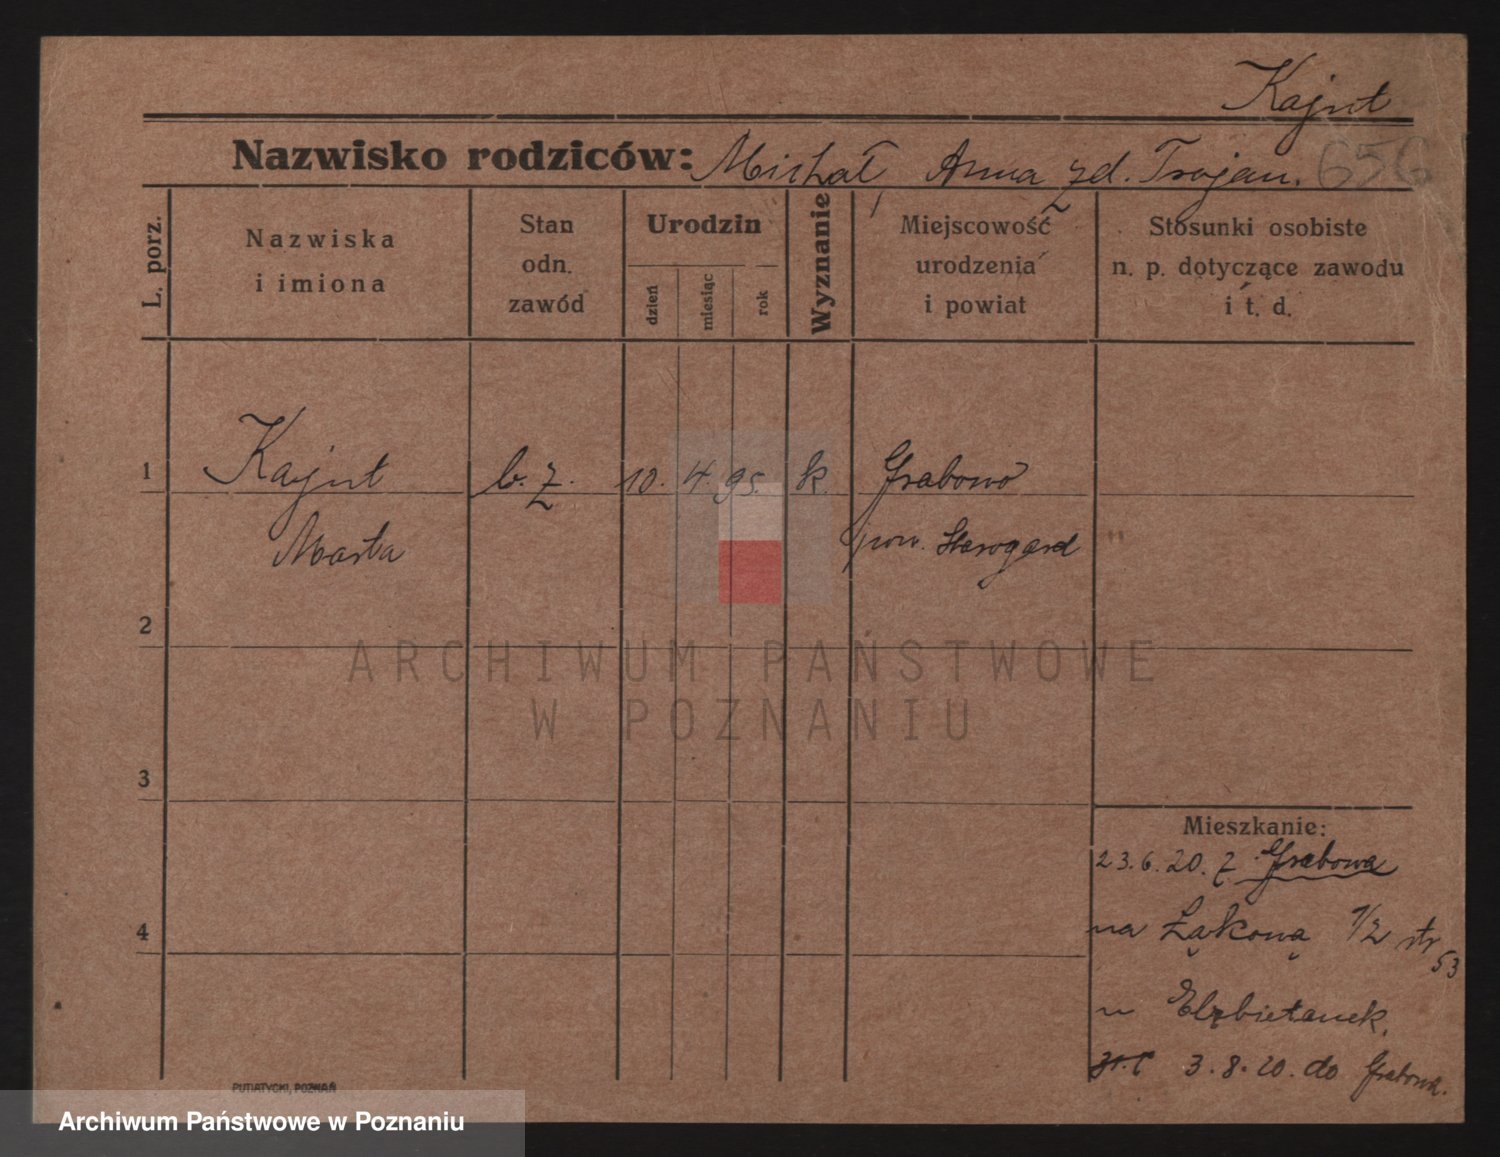 Kajut
Nazwisko rodziców: Michał, Anna zd. Trojan. 656
L. porz.
Nazwiska
i imiona
Stan
odn.
zawód
Urodzin
dzień
miesiąc
rok
Wyznanie
Miejscowość
urodzenia
i powiat
Stosunki osobiste
n. p. dotyczące zawodu
i t. d.
1 Kajut b. z. 10. 4. 95. k. Grabowo
Marta pow. Starogard "
2
ARCHIWUM PAŃSTWOWE
W POZNANIU
3
Mieszkanie:
23.6.20. z Grabowa
4 na Łąkową 1/2 str
53
u Elżbietanek.
3.8.20. do Grabowa.
PUTIATYCKI, POZNAŃ
Archiwum Państwowe w Poznaniu